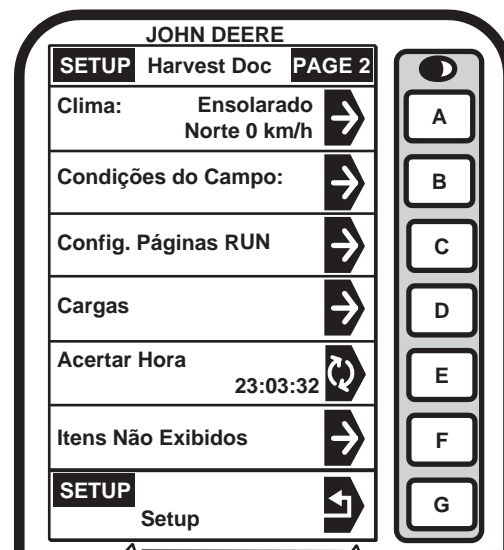 JOHN DEERE
SETUP Harvest Doc PAGE 2
Clima: Ensolarado
Norte 0 km/h
A
Condições do Campo:
B
Config. Páginas RUN
C
Cargas
D
Acertar Hora
23:03:32
E
Itens Não Exibidos
F
SETUP
Setup
G